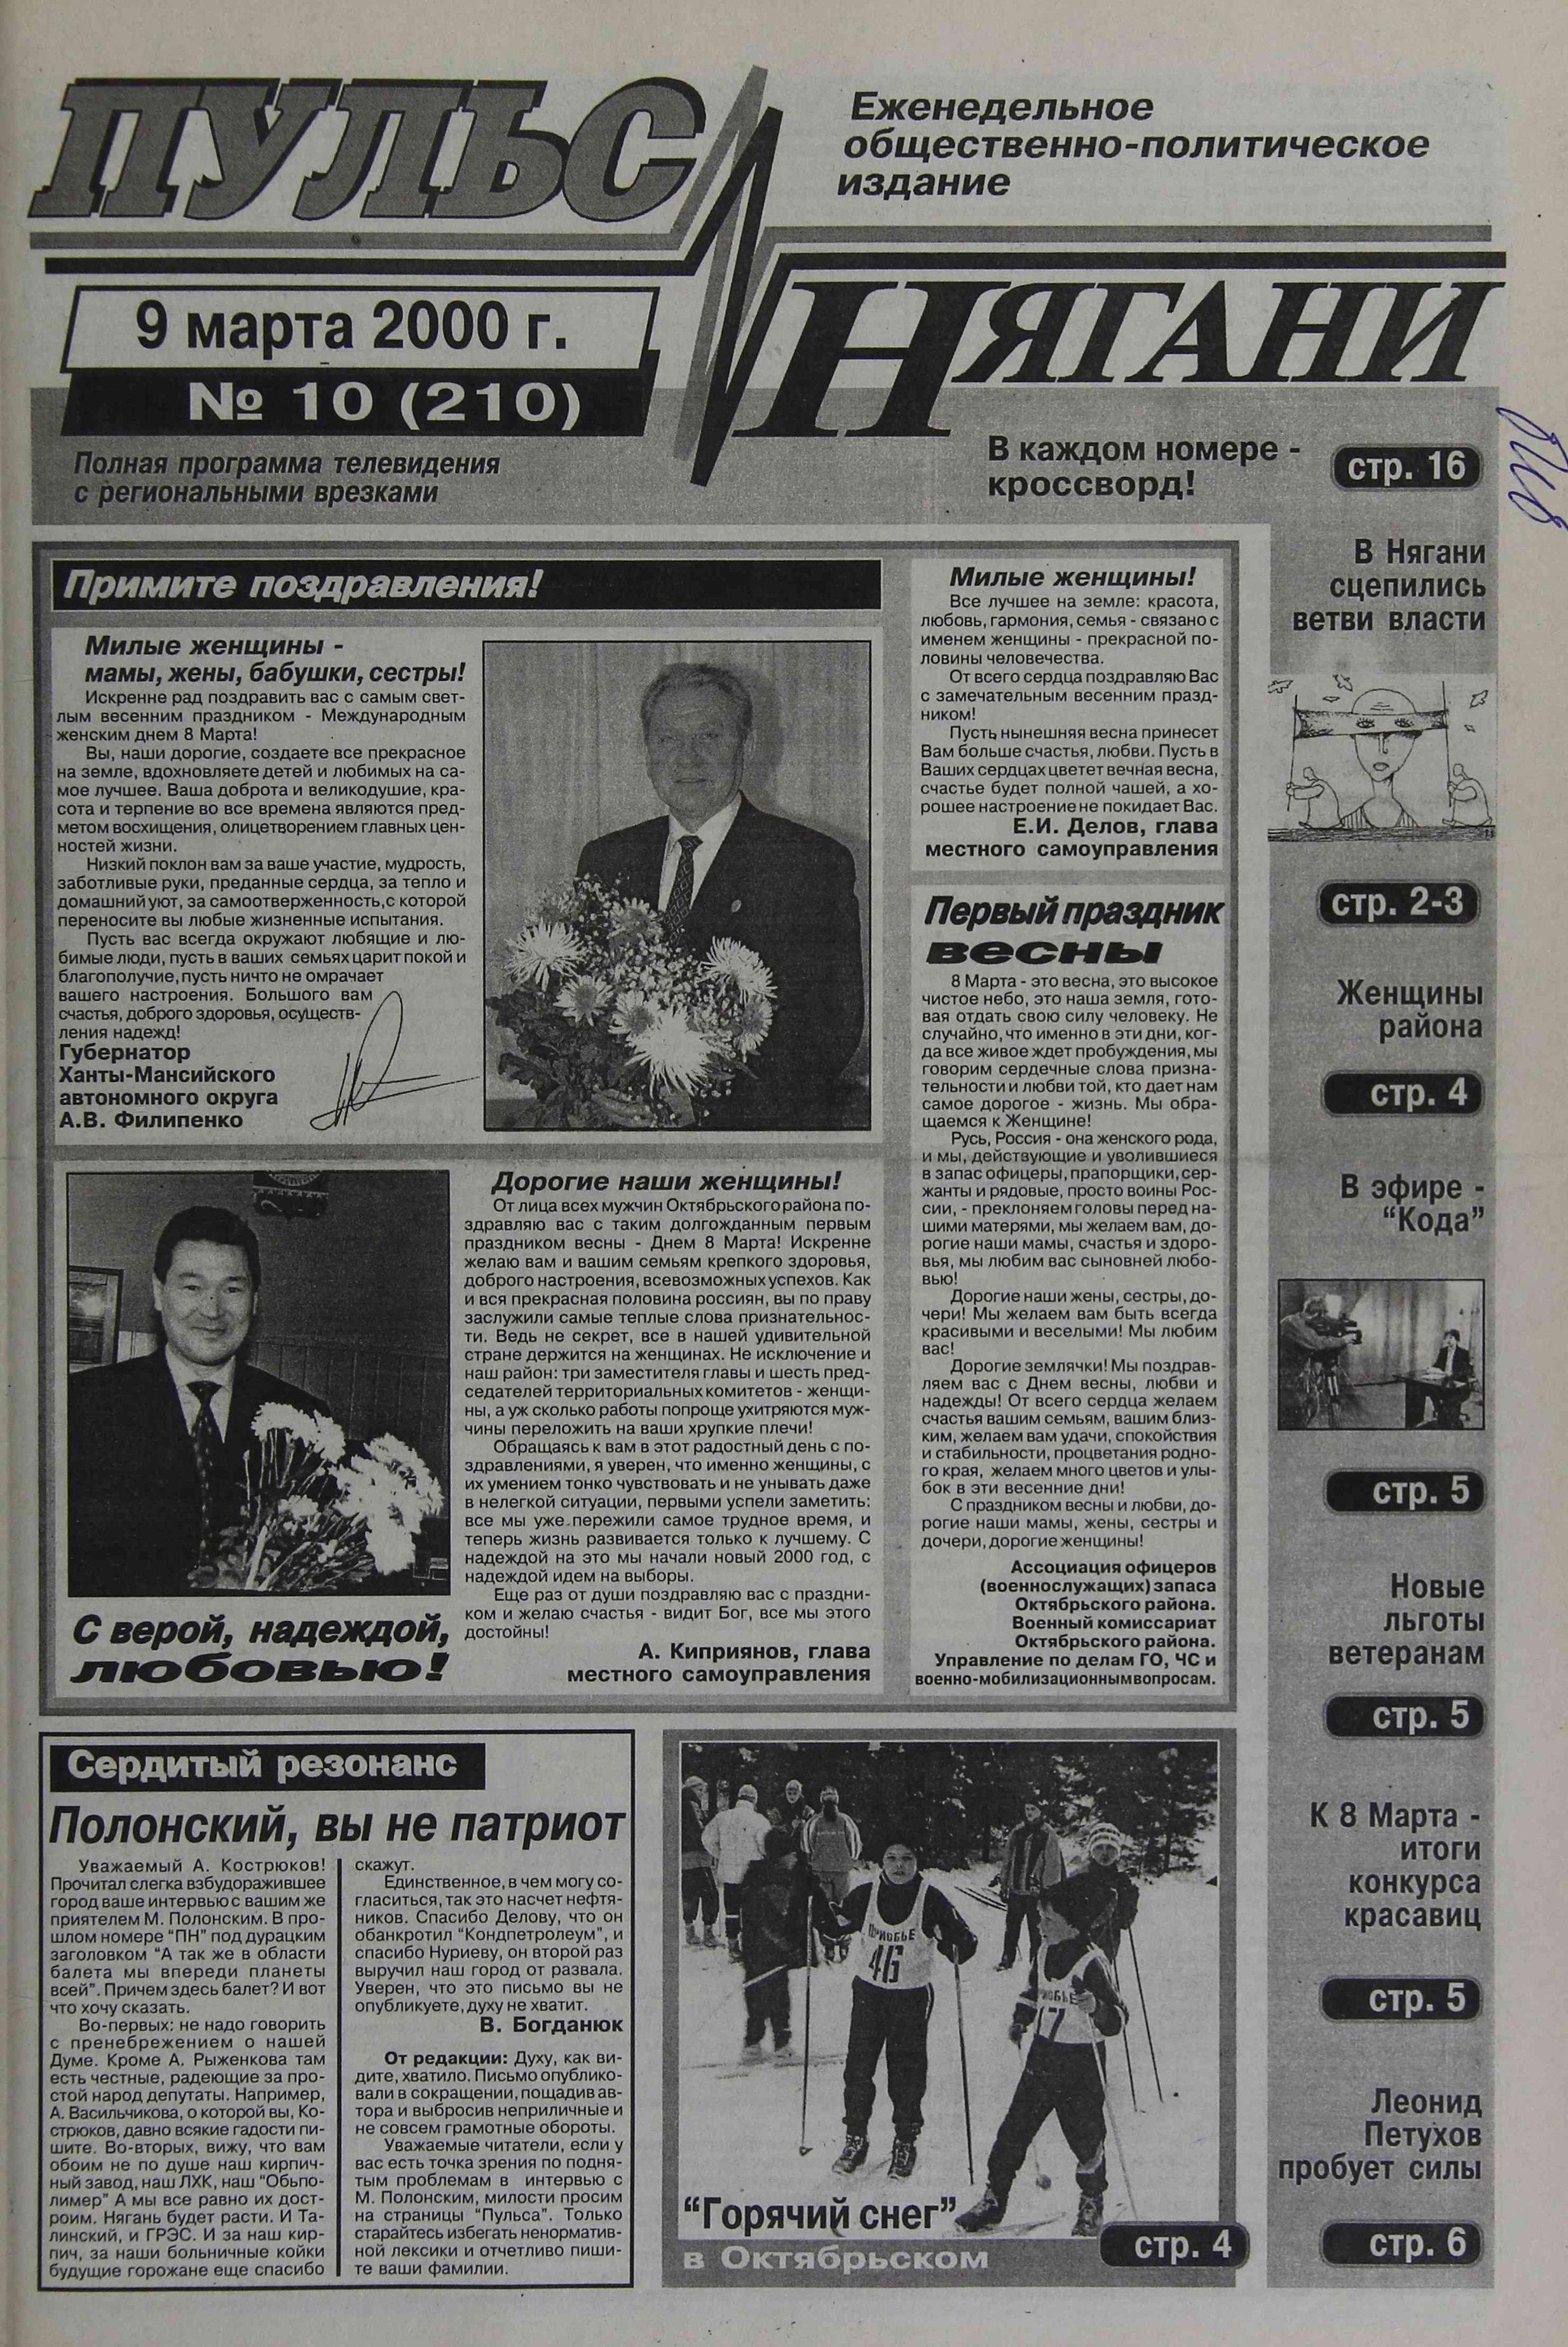 ПУЛЬС
НЯГАНИ
Еженедельное
общественно-политическое
издание
9 марта 2000 г.
№ 10 (210)
Полная программа телевидения
с региональными врезками
В каждом номере -
кроссворд!
стр. 16
Примите поздравления!
Милые женщины -
мамы, жены, бабушки, сестры!
Искренне рад поздравить вас с самым свет-
лым весенним праздником - Международным
женским днем 8 Марта!
Вы, наши дорогие, создаете все прекрасное
на земле, вдохновляете детей и любимых на са-
мое лучшее. Ваша доброта и великодушие, кра-
сота и терпение во все времена являются пред-
метом восхищения, олицетворением главных цен-
ностей жизни.
Низкий поклон вам за ваше участие, мудрость,
заботливые руки, преданные сердца, за тепло и
домашний уют, за самоотверженность,с которой
переносите вы любые жизненные испытания.
Пусть вас всегда окружают любящие и лю-
бимые люди, пусть в ваших семьях царит покой и
благополучие, пусть ничто не омрачает
вашего настроения. Большого вам
счастья, доброго здоровья, осуществ-
ления надежд!
Губернатор
Ханты-Мансийского
автономного округа
А.В. Филипенко
С верой, надеждой,
любовью!
Дорогие наши женщины!
От лица всех мужчин Октябрьского района по-
здравляю вас с таким долгожданным первым
праздником весны - Днем 8 Марта! Искренне
желаю вам и вашим семьям крепкого здоровья,
доброго настроения, всевозможных успехов. Как
и вся прекрасная половина россиян, вы по праву
заслужили самые теплые слова признательнос-
ти. Ведь не секрет, все в нашей удивительной
стране держится на женщинах. Не исключение и
наш район: три заместителя главы и шесть пред-
седателей территориальных комитетов - женщи-
ны, а уж сколько работы попроще ухитряются муж-
чины переложить на ваши хрупкие плечи!
Обращаясь к вам в этот радостный день с по-
здравлениями, я уверен, что именно женщины, с
их умением тонко чувствовать и не унывать даже
в нелегкой ситуации, первыми успели заметить:
все мы уже пережили самое трудное время, и
теперь жизнь развивается только к лучшему. С
надеждой на это мы начали новый 2000 год, с
надеждой идем на выборы.
Еще раз от души поздравляю вас с праздни-
ком и желаю счастья - видит Бог, все мы этого
достойны!
А. Киприянов, глава
местного самоуправления
Милые женщины!
Все лучшее на земле: красота,
любовь, гармония, семья - связано с
именем женщины - прекрасной по-
ловины человечества.
От всего сердца поздравляю Вас
с замечательным весенним празд-
ником!
Пусть нынешняя весна принесет
Вам больше счастья, любви. Пусть в
Ваших сердцах цветет вечная весна,
счастье будет полной чашей, а хо-
рошее настроение не покидает Вас.
Е.И. Делов, глава
местного самоуправления
Первый праздник
весны
8 Марта - это весна, это высокое
чистое небо, это наша земля, гото-
вая отдать свою силу человеку. Не
случайно, что именно в эти дни, ког-
да все живое ждет пробуждения, мы
говорим сердечные слова призна-
тельности и любви той, кто дает нам
самое дорогое - жизнь. Мы обра-
щаемся к Женщине!
Русь, Россия - она женского рода,
и мы, действующие и уволившиеся
в запас офицеры, прапорщики, сер-
жанты и рядовые, просто воины Рос-
сии, - преклоняем головы перед на-
шими матерями, мы желаем вам, до-
рогие наши мамы, счастья и здоро-
вья, мы любим вас сыновней любо-
вью!
Дорогие наши жены, сестры, до-
чери! Мы желаем вам быть всегда
красивыми и веселыми! Мы любим
вас!
Дорогие землячки! Мы поздрав-
ляем вас с Днем весны, любви и
надежды! От всего сердца желаем
счастья вашим семьям, вашим близ-
ким, желаем вам удачи, спокойствия
и стабильности, процветания родно-
го края, желаем много цветов и улы-
бок в эти весенние дни!
С праздником весны и любви, до-
рогие наши мамы, жены, сестры и
дочери, дорогие женщины!
Ассоциация офицеров
(военнослужащих) запаса
Октябрьского района.
Военный комиссариат
Октябрьского района.
Управление по делам ГО, ЧС и
военно-мобилизационным вопросам.
В Нягани
сцепились
ветви власти
стр. 2-3
Женщины
района
стр. 4
В эфире -
“Кода”
стр. 5
Новые
льготы
ветеранам
стр. 5
К 8 Марта -
итоги
конкурса
красавиц
стр. 5
Леонид
Петухов
пробует силы
стр. 6
Сердитый резонанс
Полонский, вы не патриот
Уважаемый А. Кострюков!
Прочитал слегка взбудоражившее
город ваше интервью с вашим же
приятелем М. Полонским. В про-
шлом номере “ПН” под дурацким
заголовком “А так же в области
балета мы впереди планеты
всей”. Причем здесь балет? И вот
что хочу сказать.
Во-первых: не надо говорить
с пренебрежением о нашей
Думе. Кроме А. Рыженкова там
есть честные, радеющие за про-
стой народ депутаты. Например,
А. Васильчикова, о которой вы, Ко-
стрюков, давно всякие гадости пи-
шите. Во-вторых, вижу, что вам
обоим не по душе наш кирпич-
ный завод, наш ЛХК, наш “Обьпо-
лимер” А мы все равно их дост-
роим. Нягань будет расти. И Та-
линский, и ГРЭС. И за наш кир-
пич, за наши больничные койки
будущие горожане еще спасибо
скажут.
Единственное, в чем могу со-
гласиться, так это насчет нефтя-
ников. Спасибо Делову, что он
обанкротил “Кондпетролеум”, и
спасибо Нуриеву, он второй раз
выручил наш город от развала.
Уверен, что это письмо вы не
опубликуете, духу не хватит.
В. Богданюк
От редакции: Духу, как ви-
дите, хватило. Письмо опублико-
вали в сокращении, пощадив ав-
тора и выбросив неприличные и
не совсем грамотные обороты.
Уважаемые читатели, если у
вас есть точка зрения по подня-
тым проблемам в интервью с
М. Полонским, милости просим
на страницы “Пульса”. Только
старайтесь избегать ненорматив-
ной лексики и отчетливо пиши-
те ваши фамилии.
ПРИОБЬЕ
46
“Горячий снег”
в Октябрьском
стр. 4